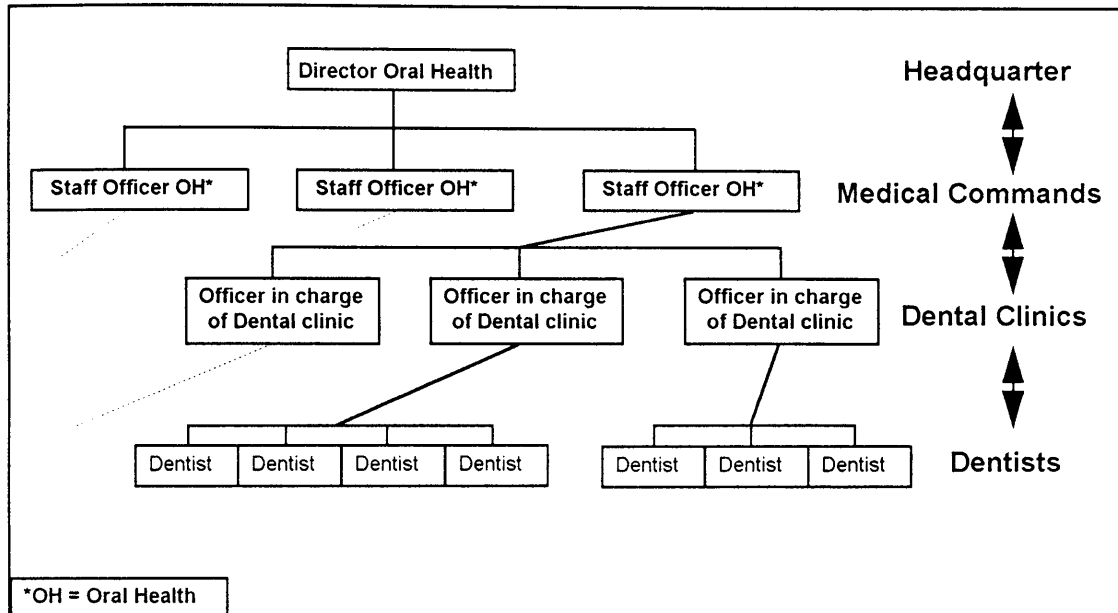 Director Oral Health
Headquarter
Staff Officer OH*
Staff Officer OH*
Staff Officer OH*
Medical Commands
Officer in charge
of Dental clinic
Officer in charge
of Dental clinic
Officer in charge
of Dental clinic
Dental Clinics
Dentist
Dentist
Dentist
Dentist
Dentist
Dentist
Dentist
Dentists
*OH = Oral Health